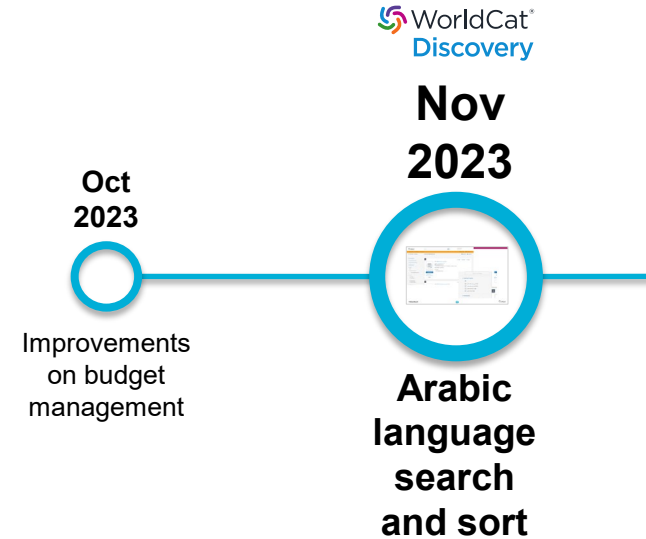 WorldCat®
Discovery
Nov
2023
Oct
2023
Improvements
on budget
management
Arabic
language
search
and sort